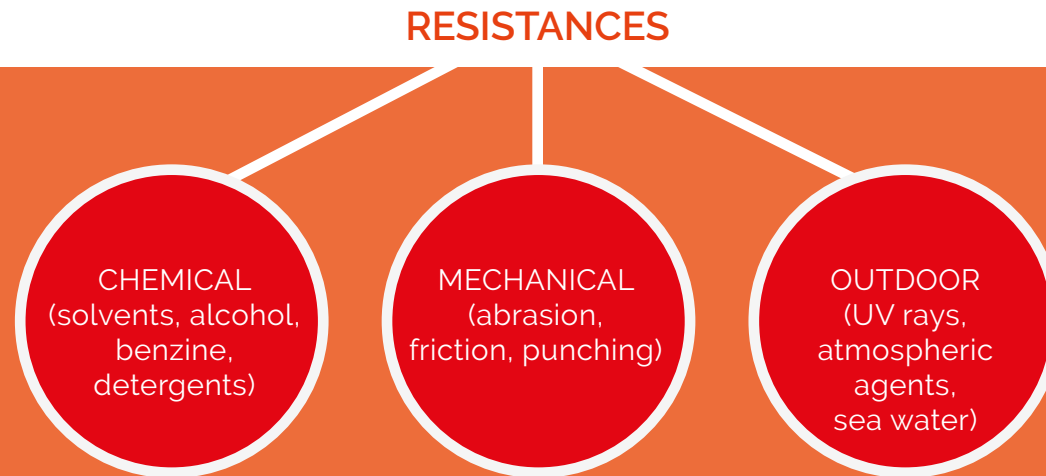 RESISTANCES
CHEMICAL
(solvents, alcohol,
benzine,
detergents)
MECHANICAL
(abrasion,
friction, punching)
OUTDOOR
(UV rays,
atmospheric
agents,
sea water)